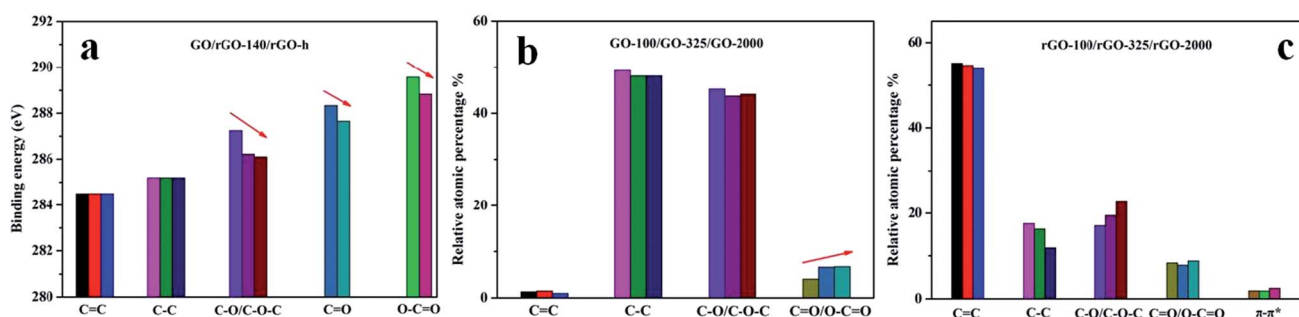 a
GO/rGO-140/rGO-h
Binding energy (eV)
292
290
288
286
284
282
280
C=C
C-C
C-O/C-O-C
C=O
O-C=O
b
GO-100/GO-325/GO-2000
Relative atomic percentage %
60
40
20
0
C=C
C-C
C-O/C-O-C
C=O/O-C=O
c
rGO-100/rGO-325/rGO-2000
Relative atomic percentage %
60
40
20
0
C=C
C-C
C-O/C-O-C
C=O/O-C=O
π-π*